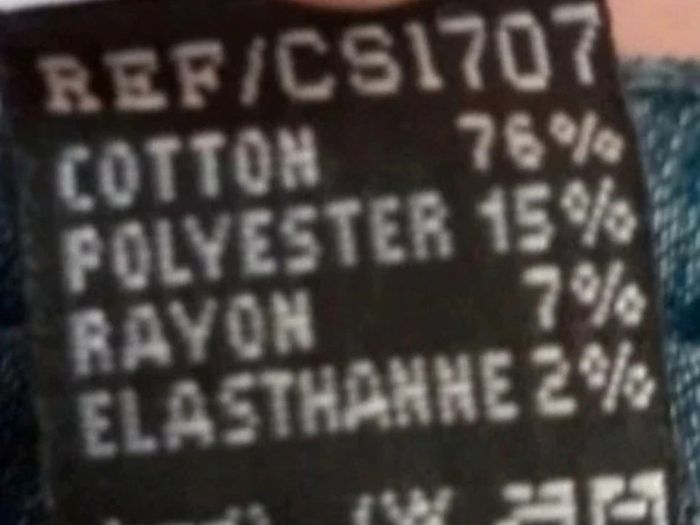 REF/CS1707
COTTON 76%
POLYESTER 15%
RAYON 7%
ELASTHANNE 2%